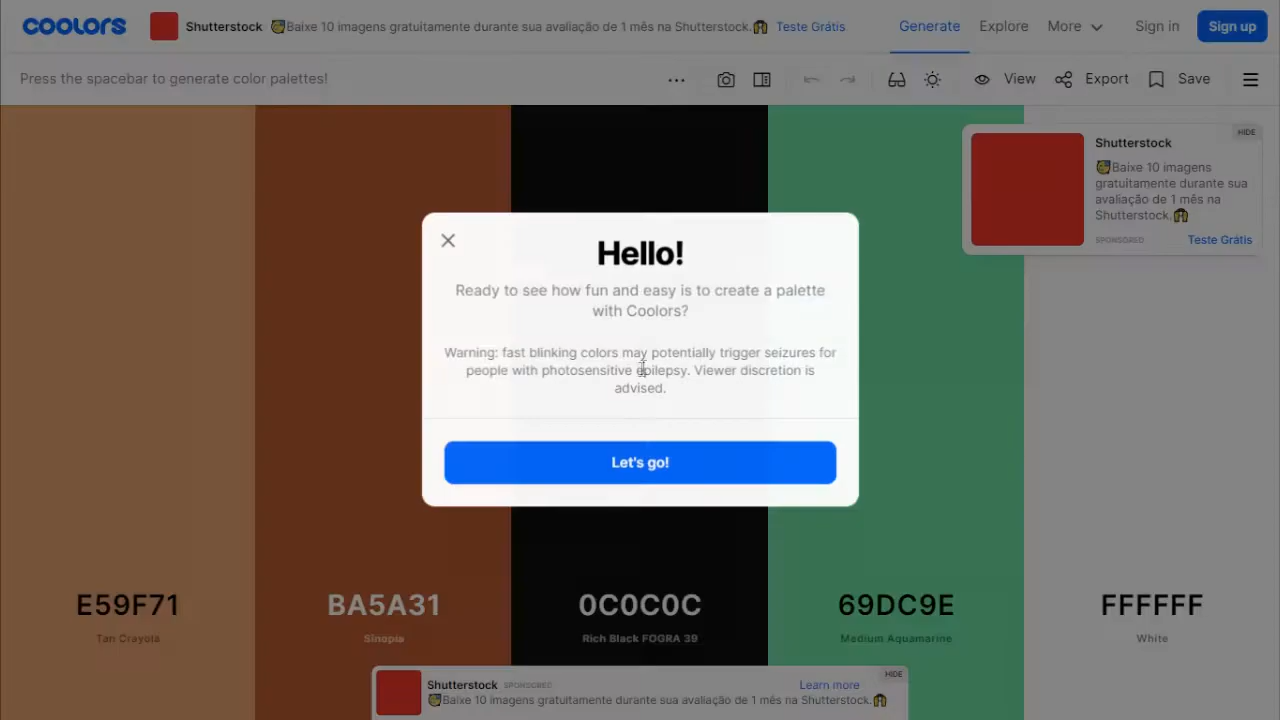 coolors Shutterstock Baixe 10 imagens gratuitamente durante sua avaliação de 1 mês na Shutterstock. Teste Grátis Generate Explore More Sign in Sign up
Press the spacebar to generate color palettes! View Export Save
HIDE
Shutterstock
Baixe 10 imagens
gratuitamente durante sua
avaliação de 1 mês na
Shutterstock.
SPONSORED Teste Grátis
Hello!
Ready to see how fun and easy is to create a palette
with Coolors?
Warning: fast blinking colors may potentially trigger seizures for
people with photosensitive epilepsy. Viewer discretion is
advised.
Let's go!
E59F71 BA5A31 0C0C0C 69DC9E FFFFFF
Tan Crayola Sinopia Rich Black FOGRA 39 Medium Aquamarine White
HIDE
Shutterstock SPONSORED Learn more
Baixe 10 imagens gratuitamente durante sua avaliação de 1 mês na Shutterstock.